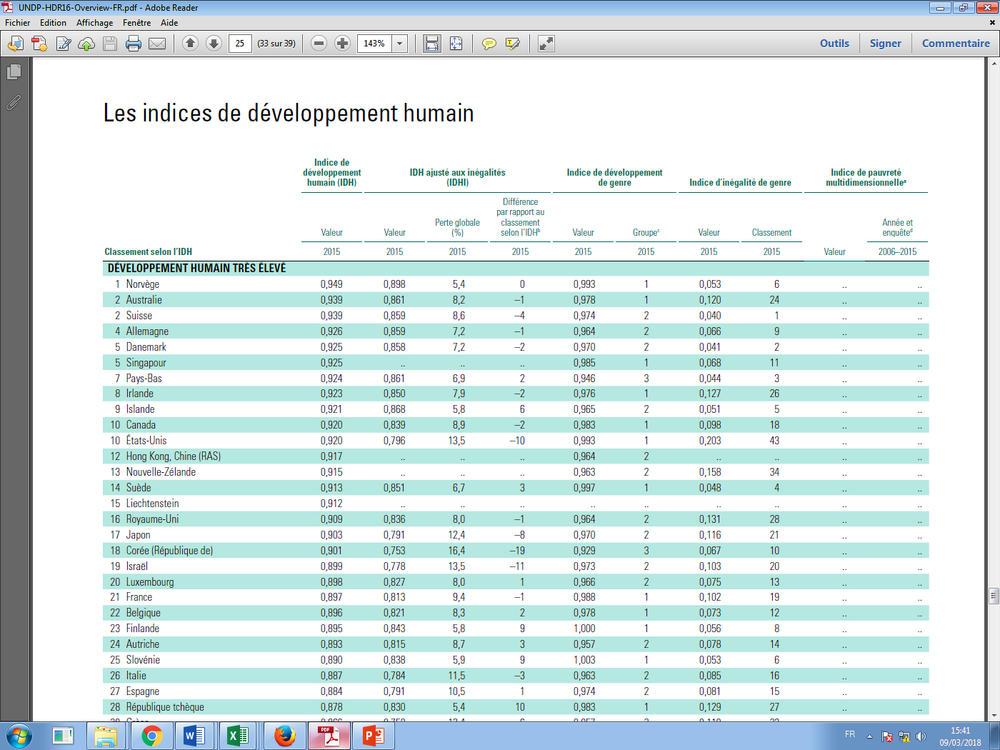 UNDP-HDR16-Overview-FR.pdf - Adobe Reader
Fichier Edition Affichage Fenêtre Aide
25 (33 sur 39) 143% Outils Signer Commentaire
Les indices de développement humain
Indice de développement humain (IDH) IDH ajusté aux inégalités (IDHI) Indice de développement de genre Indice d'inégalité de genre Indice de pauvreté multidimensionnelleᵃ
Valeur Valeur Perte globale (%) Différence par rapport au classement selon l'IDHᵇ Valeur Groupeᶜ Valeur Classement Année et enquêteᵈ
Classement selon l'IDH 2015 2015 2015 2015 2015 2015 2015 2015 Valeur 2006–2015
DÉVELOPPEMENT HUMAIN TRÈS ÉLEVÉ
1 Norvège 0,949 0,898 5,4 0 0,993 1 0,053 6 .. ..
2 Australie 0,939 0,861 8,2 –1 0,978 1 0,120 24 .. ..
2 Suisse 0,939 0,859 8,6 –4 0,974 2 0,040 1 .. ..
4 Allemagne 0,926 0,859 7,2 –1 0,964 2 0,066 9 .. ..
5 Danemark 0,925 0,858 7,2 –2 0,970 2 0,041 2 .. ..
5 Singapour 0,925 .. .. .. 0,985 1 0,068 11 .. ..
7 Pays-Bas 0,924 0,861 6,9 2 0,946 3 0,044 3 .. ..
8 Irlande 0,923 0,850 7,9 –2 0,976 1 0,127 26 .. ..
9 Islande 0,921 0,868 5,8 6 0,965 2 0,051 5 .. ..
10 Canada 0,920 0,839 8,9 –2 0,983 1 0,098 18 .. ..
10 États-Unis 0,920 0,796 13,5 –10 0,993 1 0,203 43 .. ..
12 Hong Kong, Chine (RAS) 0,917 .. .. .. 0,964 2 .. .. .. ..
13 Nouvelle-Zélande 0,915 .. .. .. 0,963 2 0,158 34 .. ..
14 Suède 0,913 0,851 6,7 3 0,997 1 0,048 4 .. ..
15 Liechtenstein 0,912 .. .. .. .. .. .. .. .. ..
16 Royaume-Uni 0,909 0,836 8,0 –1 0,964 2 0,131 28 .. ..
17 Japon 0,903 0,791 12,4 –8 0,970 2 0,116 21 .. ..
18 Corée (République de) 0,901 0,753 16,4 –19 0,929 3 0,067 10 .. ..
19 Israël 0,899 0,778 13,5 –11 0,973 2 0,103 20 .. ..
20 Luxembourg 0,898 0,827 8,0 1 0,966 2 0,075 13 .. ..
21 France 0,897 0,813 9,4 –1 0,988 1 0,102 19 .. ..
22 Belgique 0,896 0,821 8,3 2 0,978 1 0,073 12 .. ..
23 Finlande 0,895 0,843 5,8 9 1,000 1 0,056 8 .. ..
24 Autriche 0,893 0,815 8,7 3 0,957 2 0,078 14 .. ..
25 Slovénie 0,890 0,838 5,9 9 1,003 1 0,053 6 .. ..
26 Italie 0,887 0,784 11,5 –3 0,963 2 0,085 16 .. ..
27 Espagne 0,884 0,791 10,5 1 0,974 2 0,081 15 .. ..
28 République tchèque 0,878 0,830 5,4 10 0,983 1 0,129 27 .. ..
FR 15:41
09/03/2018